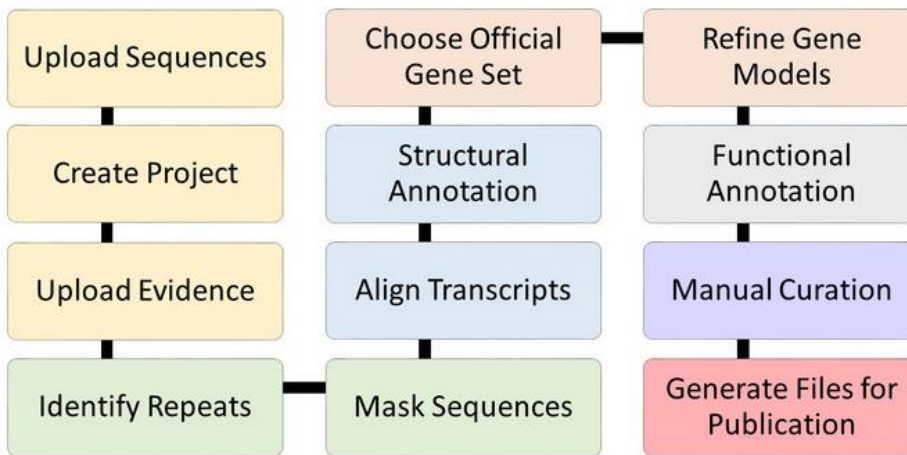 Upload Sequences
Create Project
Upload Evidence
Identify Repeats
Mask Sequences
Align Transcripts
Structural
Annotation
Choose Official
Gene Set
Refine Gene
Models
Functional
Annotation
Manual Curation
Generate Files for
Publication